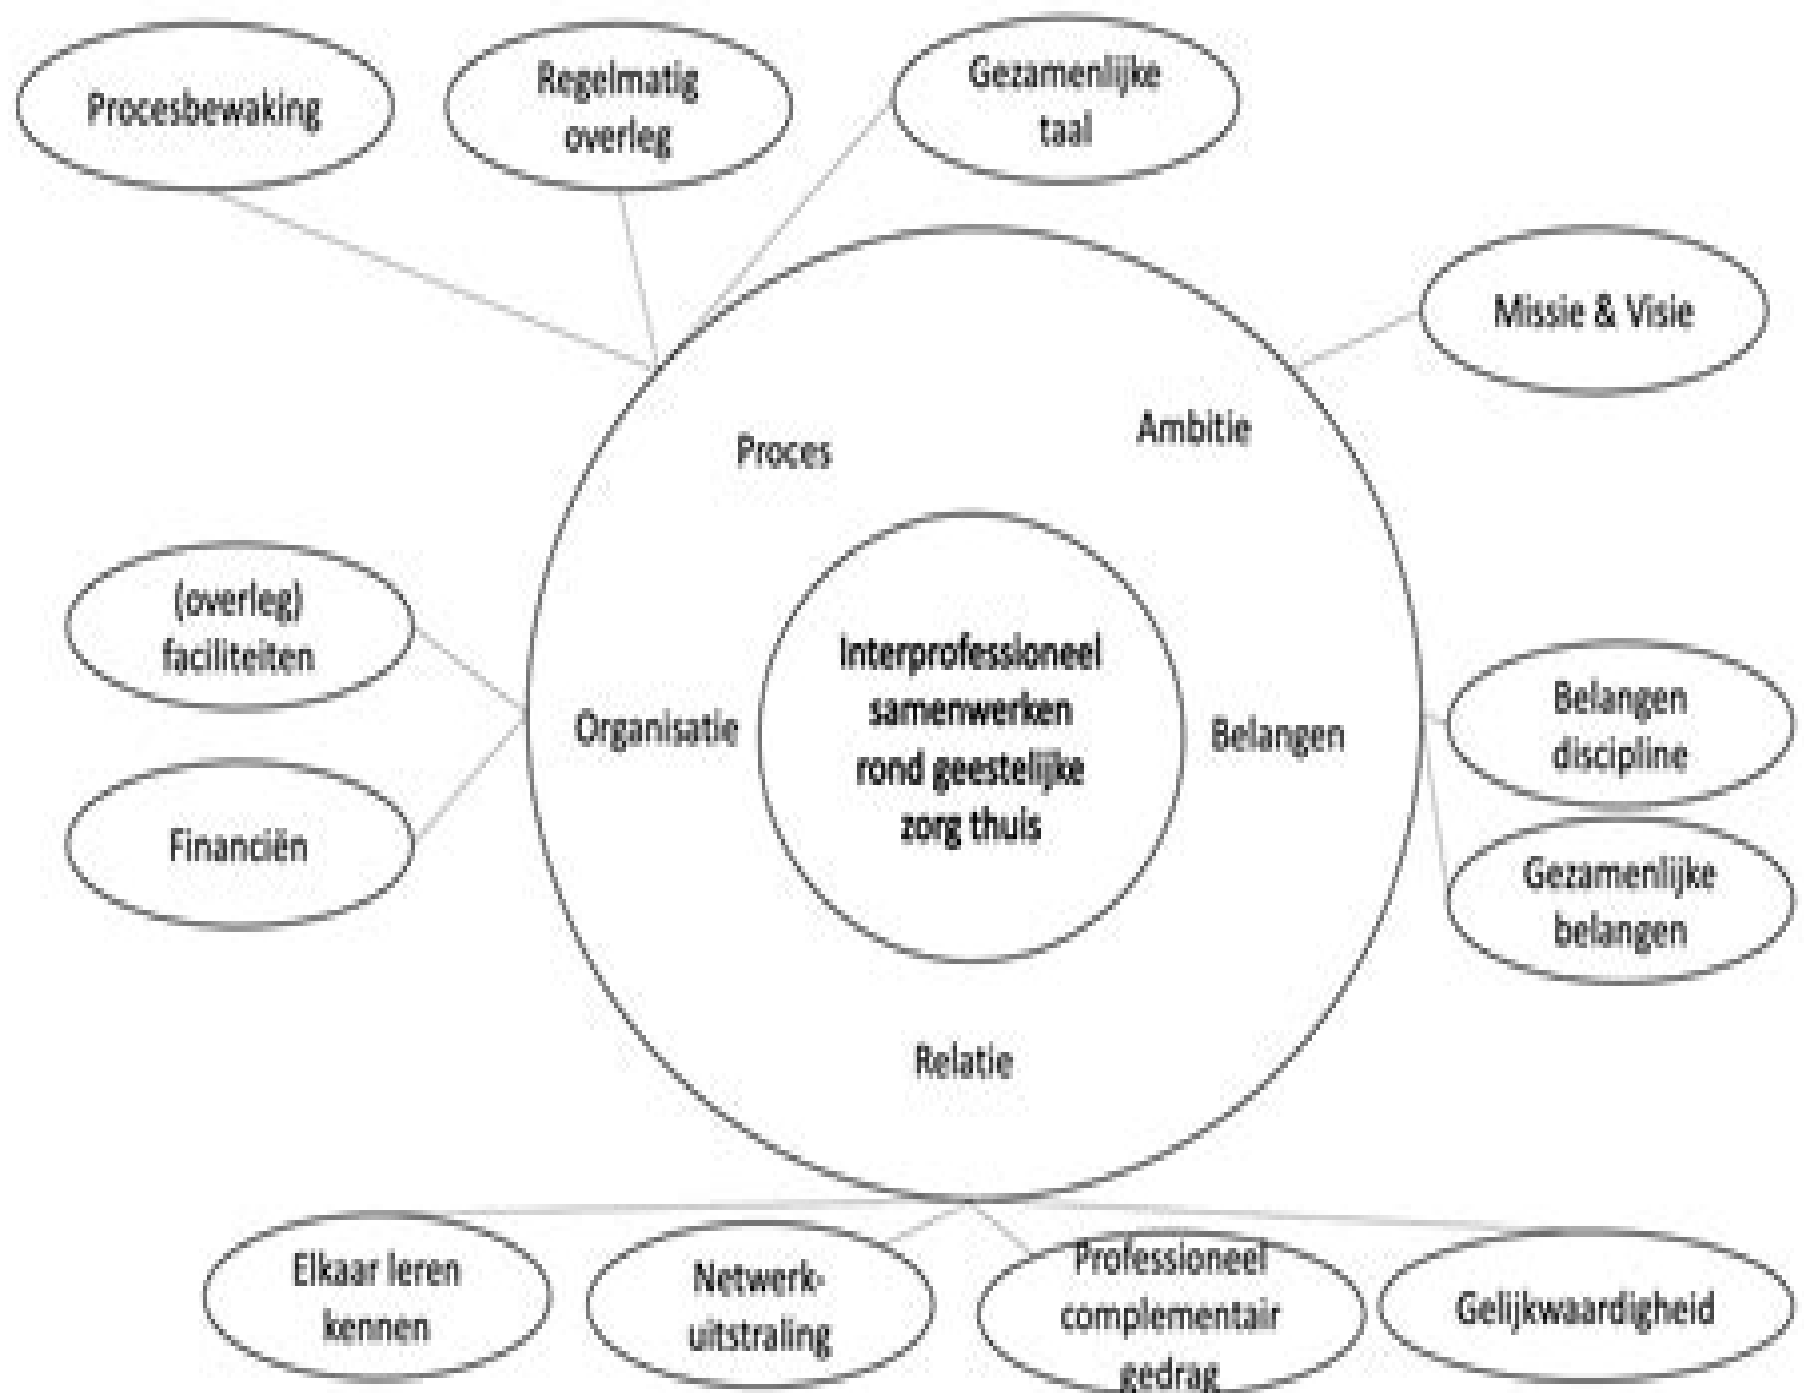 Procesbewaking
Regelmatig
overleg
Gezamenlijke
taal
Missie & Visie
Proces
Ambitie
(overleg)
faciliteiten
Financiën
Organisatie
Interprofessioneel
samenwerken
rond geestelijke
zorg thuis
Belangen
Belangen
discipline
Gezamenlijke
belangen
Relatie
Elkaar leren
kennen
Netwerk-
uitstraling
Professioneel
complementair
gedrag
Gelijkwaardigheid